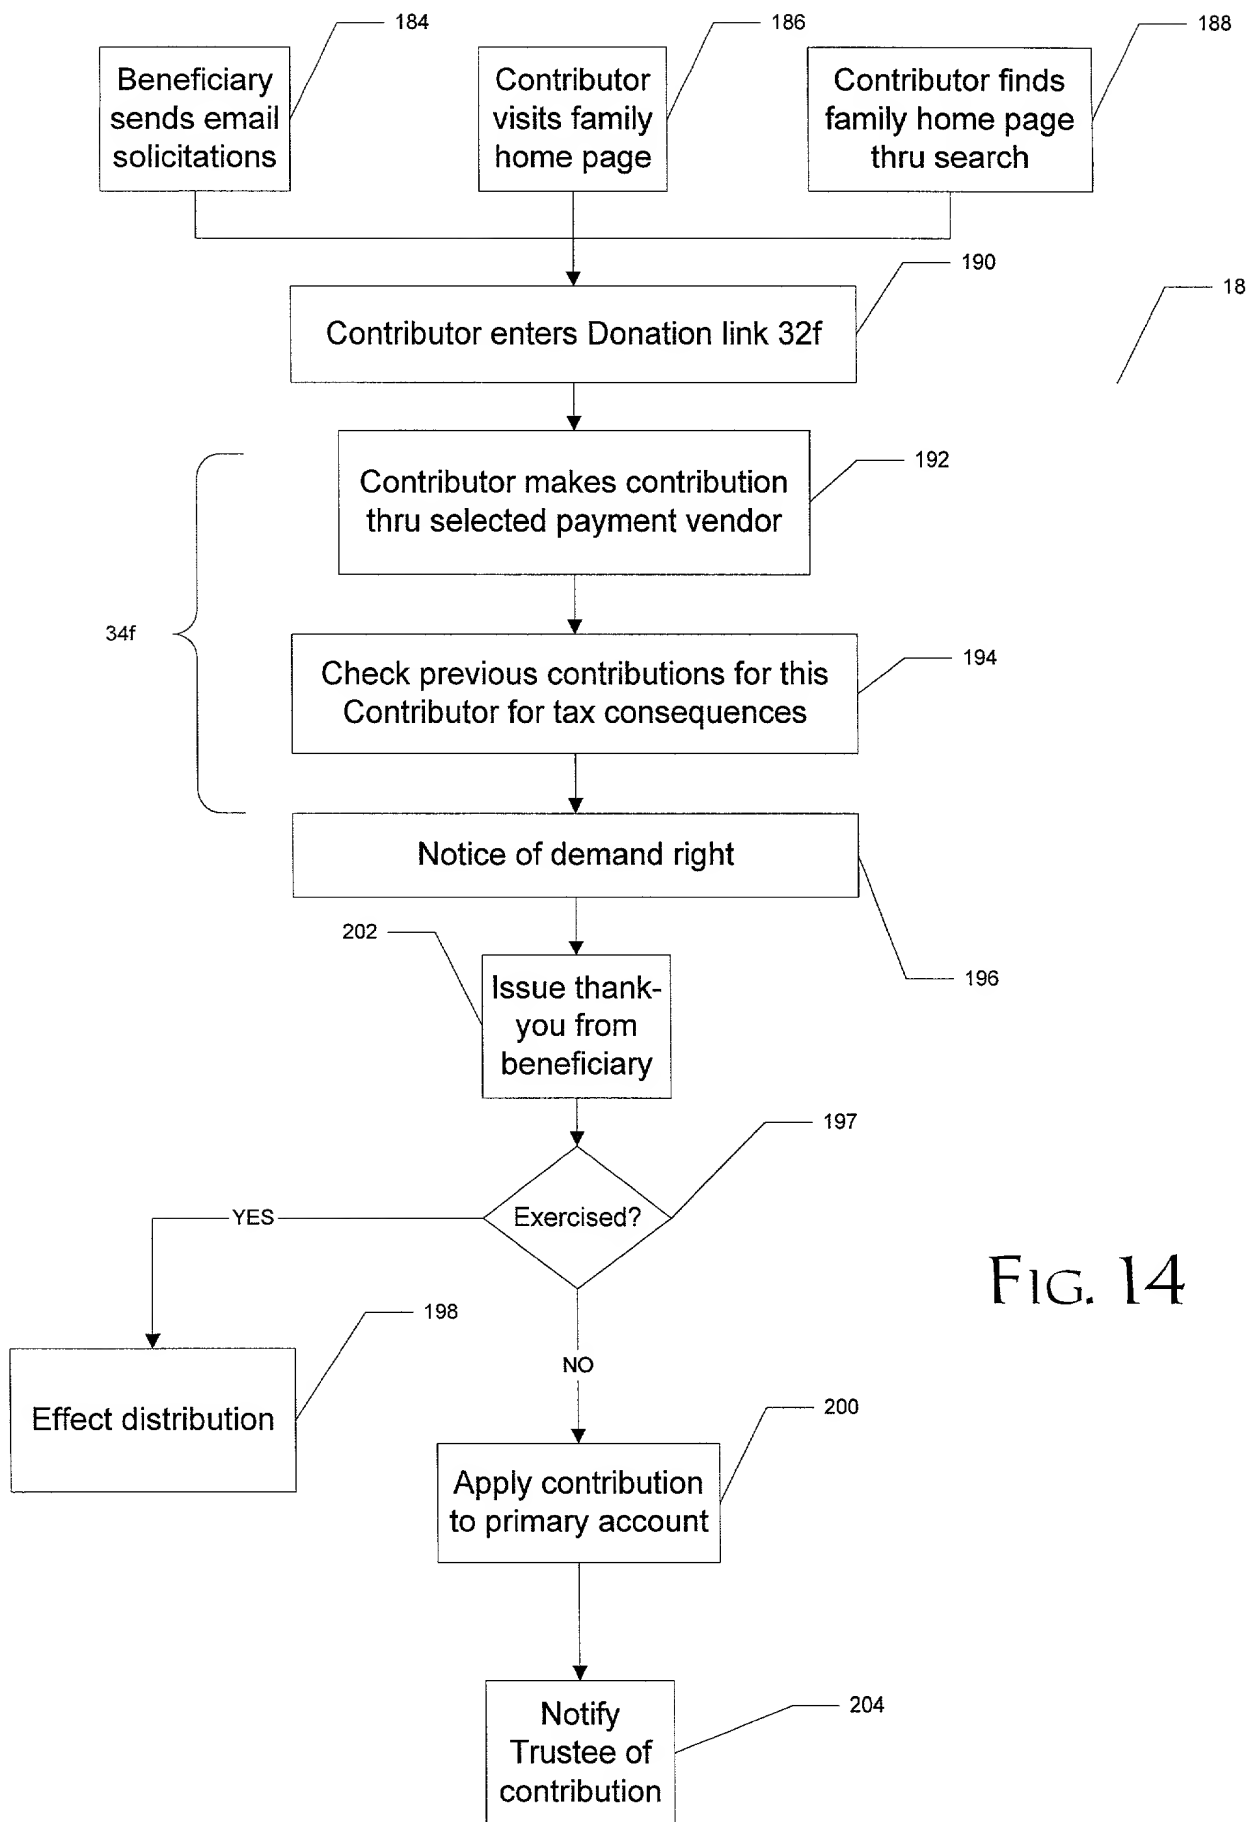 184
186
188
Beneficiary
sends email
solicitations
Contributor
visits family
home page
Contributor finds
family home page
thru search
190
18
Contributor enters Donation link 32f
192
Contributor makes contribution
thru selected payment vendor
34f
194
Check previous contributions for this
Contributor for tax consequences
Notice of demand right
196
202
Issue thank-
you from
beneficiary
197
Exercised?
YES
FIG. 14
198
NO
Effect distribution
200
Apply contribution
to primary account
204
Notify
Trustee of
contribution